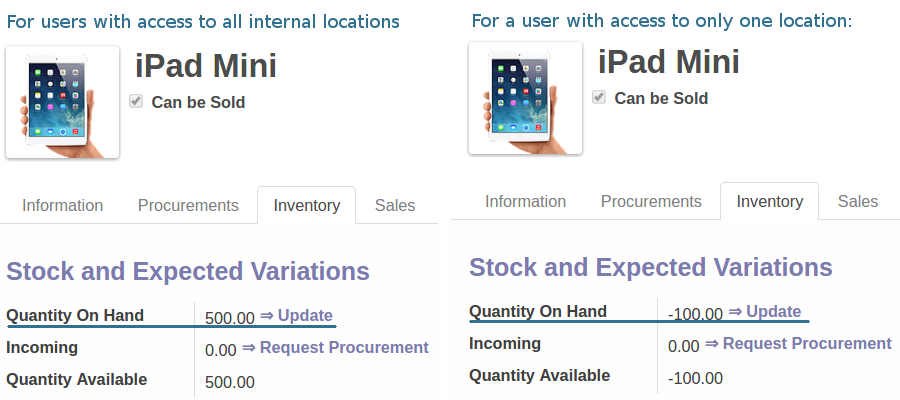 For users with access to all internal locations
iPad Mini
Can be Sold
Information Procurements Inventory Sales
Stock and Expected Variations
Quantity On Hand 500.00 ⇒ Update
Incoming 0.00 ⇒ Request Procurement
Quantity Available 500.00
For a user with access to only one location:
iPad Mini
Can be Sold
Information Procurements Inventory Sales
Stock and Expected Variations
Quantity On Hand -100.00 ⇒ Update
Incoming 0.00 ⇒ Request Procurement
Quantity Available -100.00